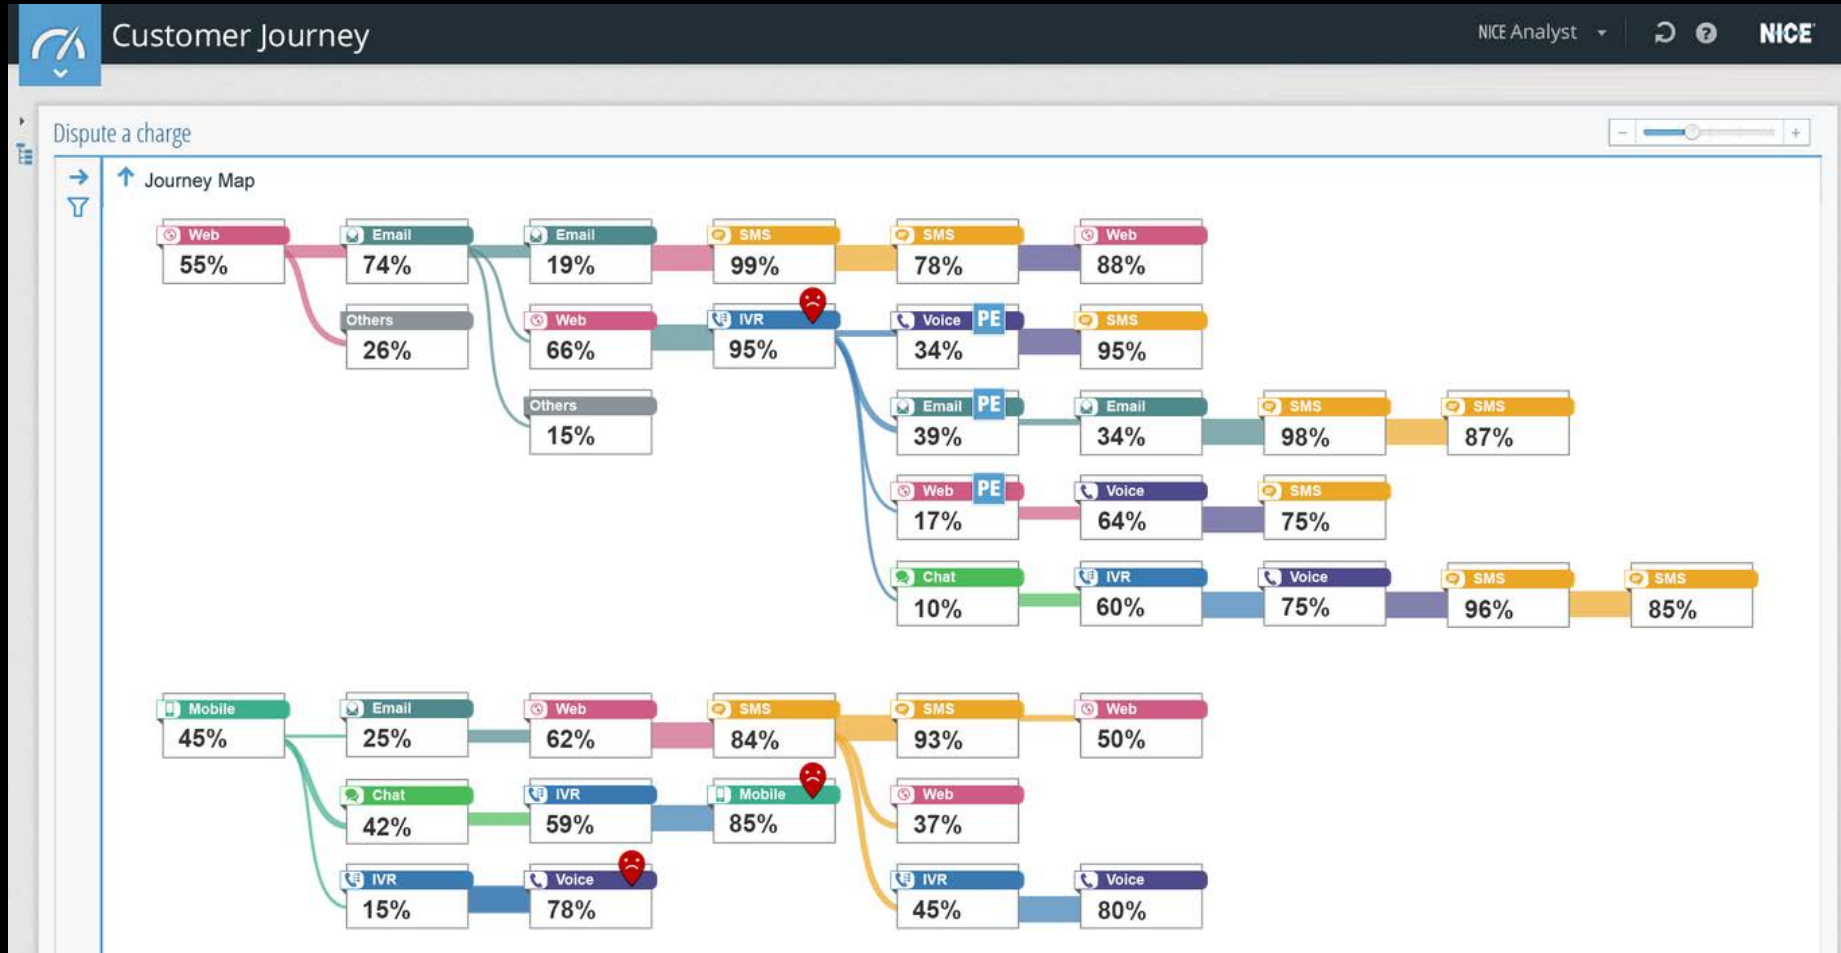 Customer Journey
NICE Analyst
NICE
Dispute a charge
Journey Map
Web Email Email SMS SMS Web
55% 74% 19% 99% 78% 88%
Others Web IVR Voice PE SMS
26% 66% 95% 34% 95%
Others Email PE Email SMS SMS
15% 39% 34% 98% 87%
Web PE Voice SMS
17% 64% 75%
Chat IVR Voice SMS SMS
10% 60% 75% 96% 85%
Mobile Email Web SMS SMS Web
45% 25% 62% 84% 93% 50%
Chat IVR Mobile Web
42% 59% 85% 37%
IVR Voice IVR Voice
15% 78% 45% 80%